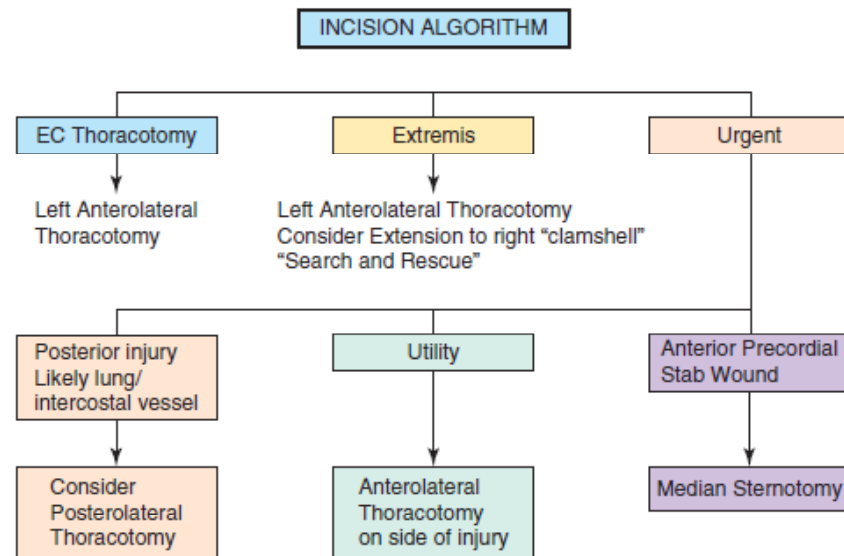 INCISION ALGORITHM
EC Thoracotomy
Extremis
Urgent
Left Anterolateral
Thoracotomy
Left Anterolateral Thoracotomy
Consider Extension to right “clamshell”
“Search and Rescue”
Posterior injury
Likely lung/
intercostal vessel
Utility
Anterior Precordial
Stab Wound
Consider
Posterolateral
Thoracotomy
Anterolateral
Thoracotomy
on side of injury
Median Sternotomy